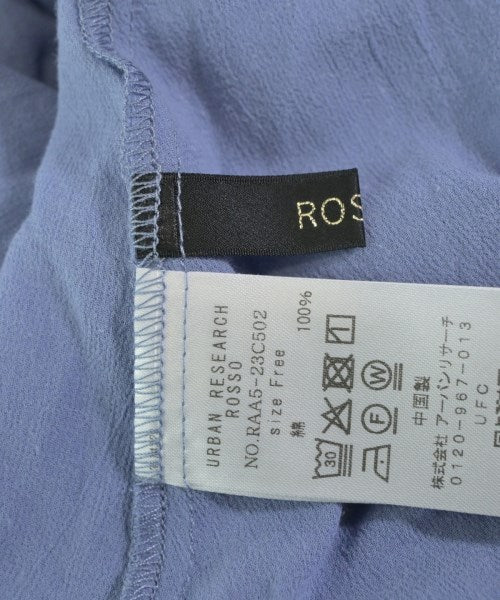 ROS
URBAN RESEARCH
ROSSO
NO.RAA5-23C502
size Free
綿 100%
30
F W
中国製
株式会社 アーバンリサーチ
0120-967-013
UFC